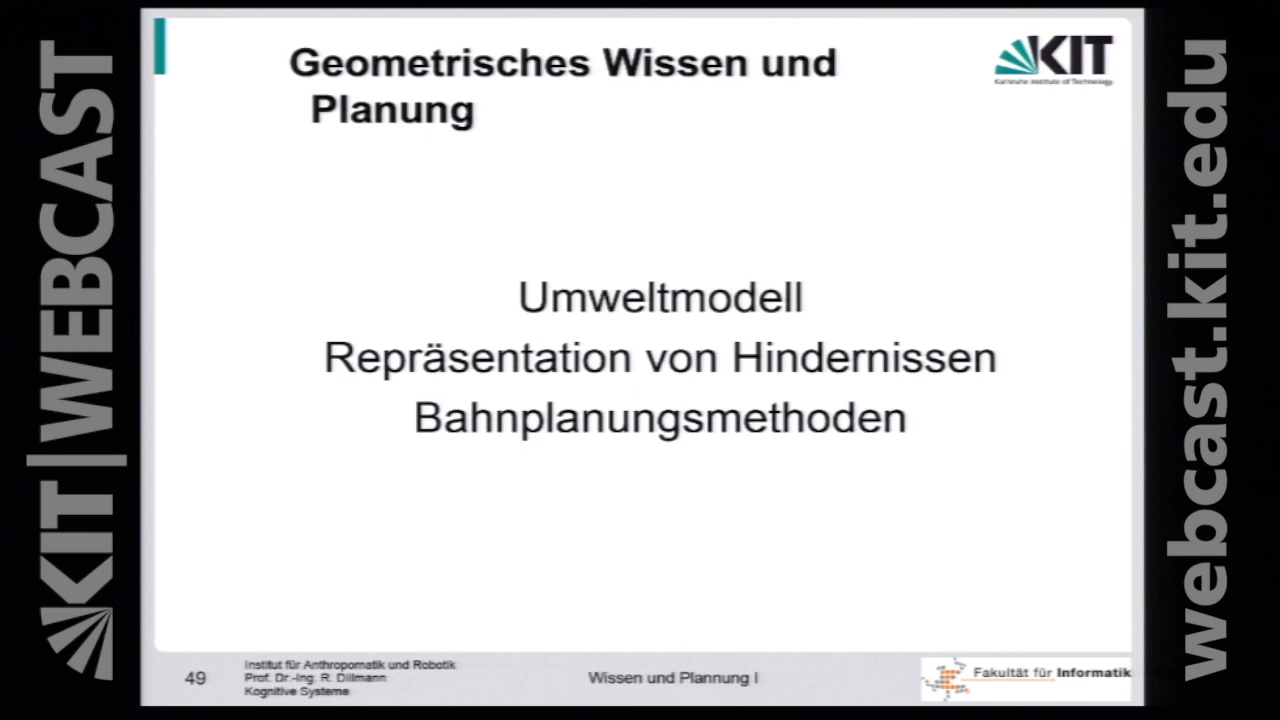 KIT|WEBCAST
Geometrisches Wissen und
Planung
KIT
Karlsruhe Institute of Technology
Umweltmodell
Repräsentation von Hindernissen
Bahnplanungsmethoden
49
Institut für Anthropomatik und Robotik
Prof. Dr.-Ing. R. Dillmann
Kognitive Systeme
Wissen und Plannung I
Fakultät für Informatik
webcast.kit.edu